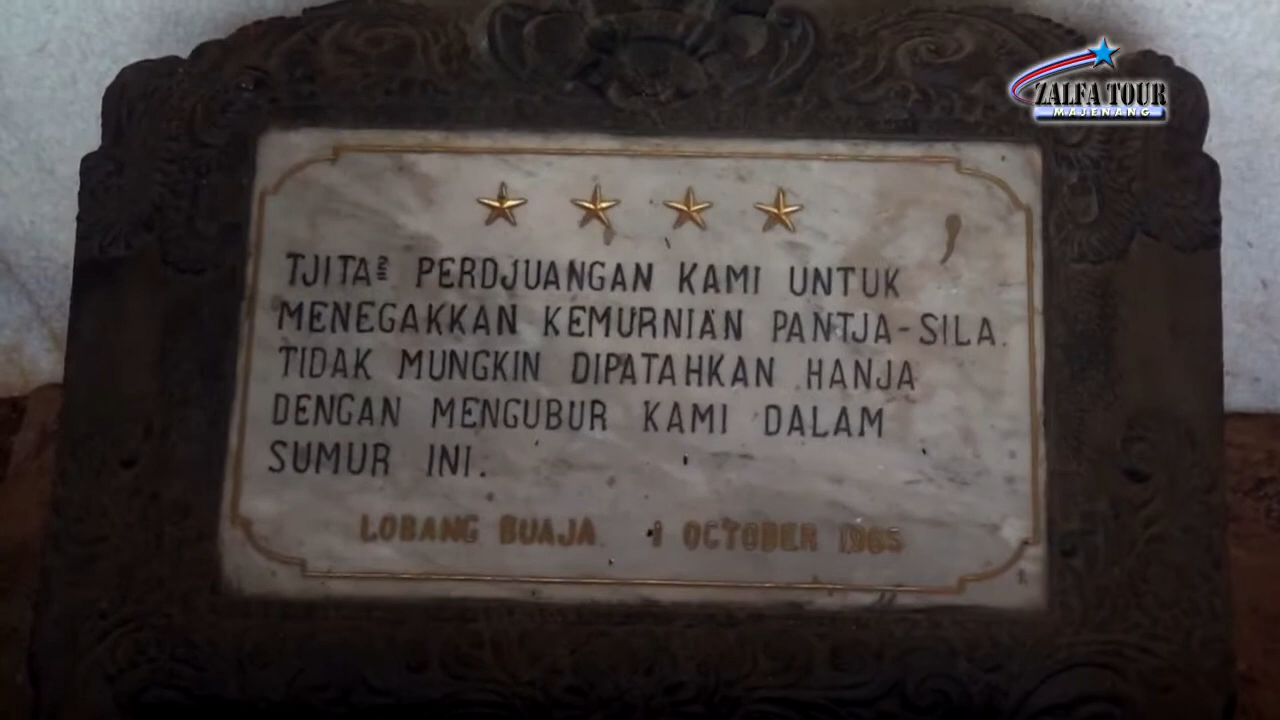 ZALFA TOUR
MAJENANG
TJITA² PERDJUANGAN KAMI UNTUK
MENEGAKKAN KEMURNIAN PANTJA-SILA.
TIDAK MUNGKIN DIPATAHKAN HANJA
DENGAN MENGUBUR KAMI DALAM
SUMUR INI.
LOBANG BUAJA 1 OCTOBER 1965